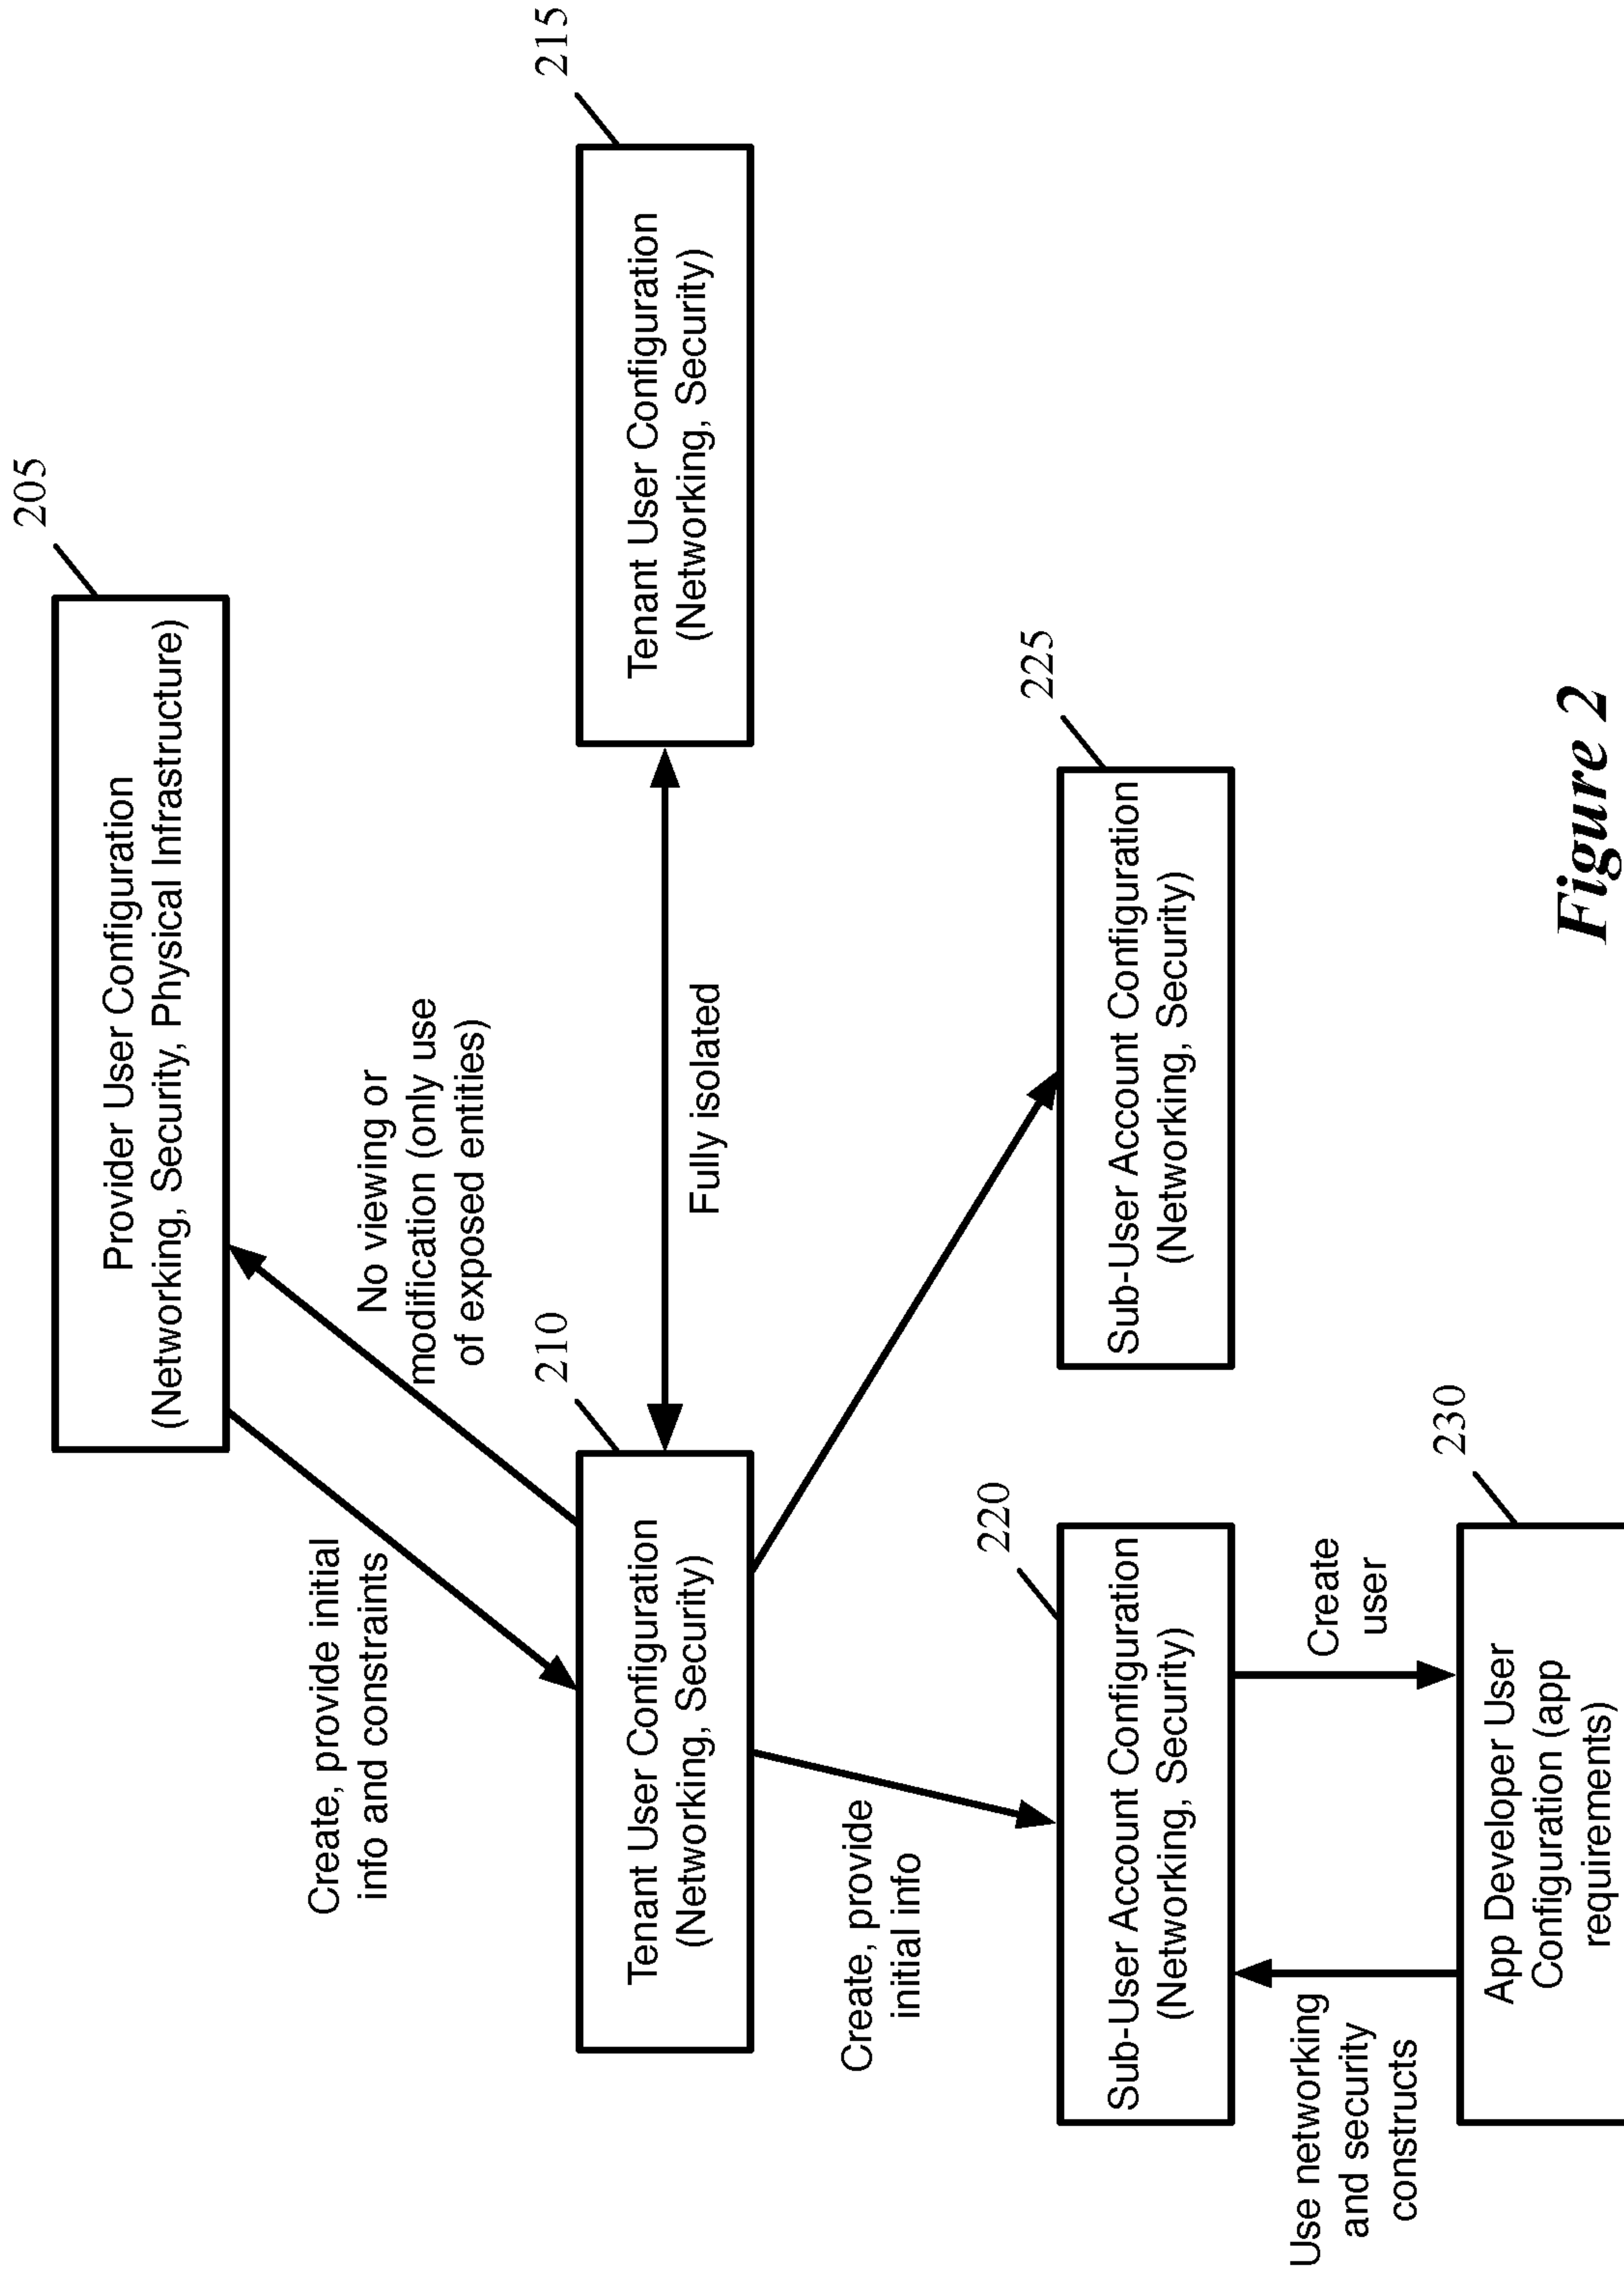 205
Provider User Configuration
(Networking, Security, Physical Infrastructure)
Create, provide initial
info and constraints
No viewing or
modification (only use
of exposed entities)
210
Tenant User Configuration
(Networking, Security)
Fully isolated
215
Tenant User Configuration
(Networking, Security)
Create, provide
initial info
220
Sub-User Account Configuration
(Networking, Security)
225
Sub-User Account Configuration
(Networking, Security)
Use networking
and security
constructs
Create
user
230
App Developer User
Configuration (app
requirements)
Figure 2